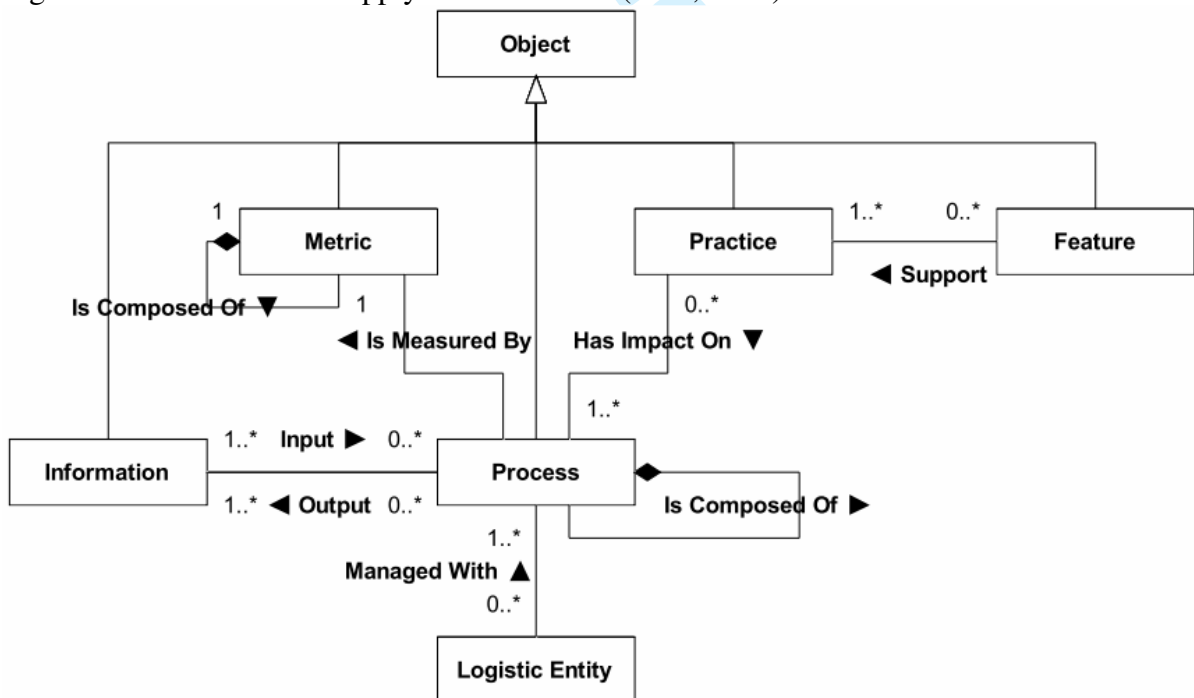 Object
1
1..*
0..*
Metric
Practice
Feature
◀ Support
Is Composed Of ▼
1
0..*
◀ Is Measured By
Has Impact On ▼
1..*
1..*
Input ▶
0..*
Information
Process
1..*
◀ Output
0..*
Is Composed Of ▶
1..*
Managed With ▲
0..*
Logistic Entity